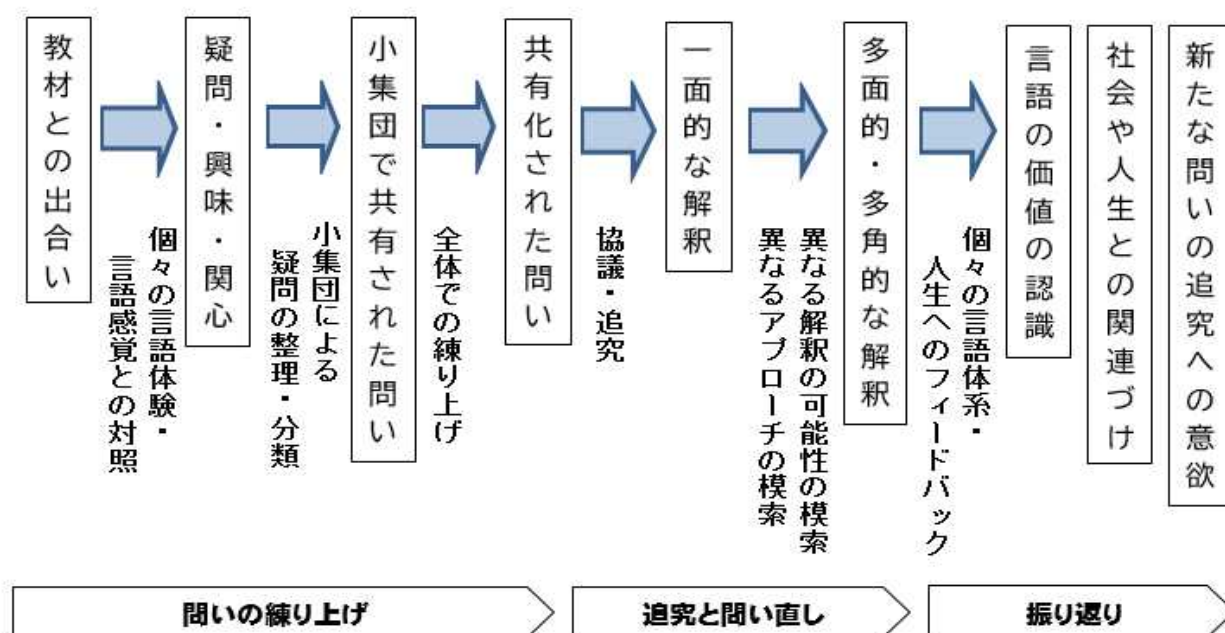 教材との出合い
個々の言語体験・
言語感覚との対照
疑問・興味・関心
小集団による
疑問の整理・分類
小集団で共有された問い
全体での練り上げ
共有化された問い
協議・追究
一面的な解釈
異なる解釈の可能性の模索
異なるアプローチの模索
多面的・多角的な解釈
個々の言語体系・
人生へのフィードバック
言語の価値の認識
社会や人生との関連づけ
新たな問いの追究への意欲
問いの練り上げ
追究と問い直し
振り返り